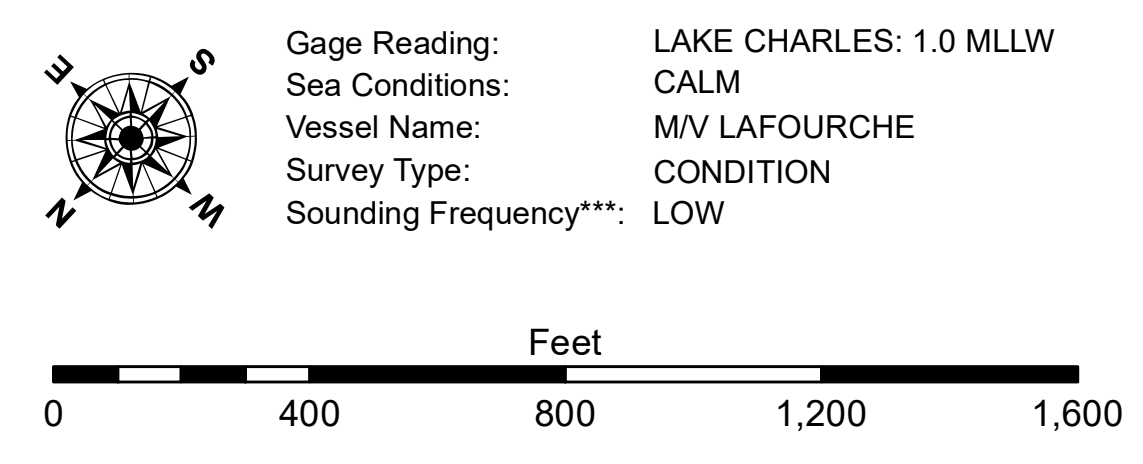 E S
N W
Gage Reading: LAKE CHARLES: 1.0 MLLW
Sea Conditions: CALM
Vessel Name: M/V LAFOURCHE
Survey Type: CONDITION
Sounding Frequency***: LOW
Feet
0 400 800 1,200 1,600